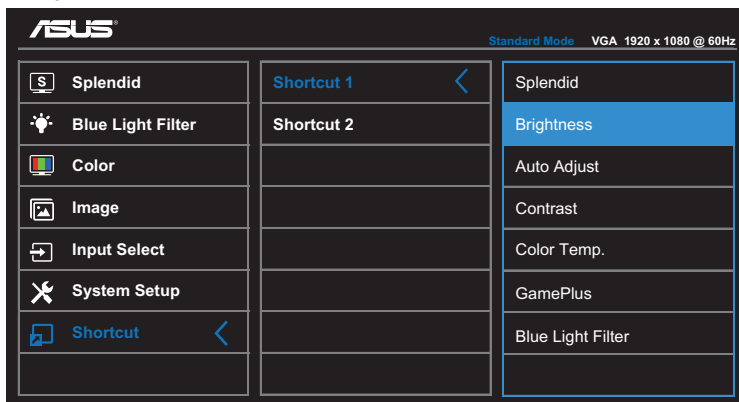 ASUS
Standard Mode VGA 1920 x 1080 @ 60Hz
S Splendid
Blue Light Filter
Color
Image
Input Select
System Setup
Shortcut
Shortcut 1
Shortcut 2
Splendid
Brightness
Auto Adjust
Contrast
Color Temp.
GamePlus
Blue Light Filter